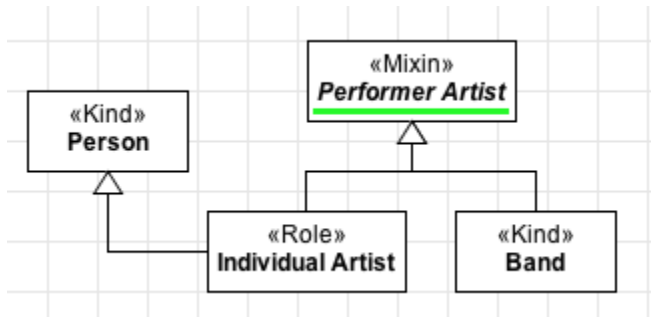 «Mixin»
Performer Artist
«Kind»
Person
«Role»
Individual Artist
«Kind»
Band